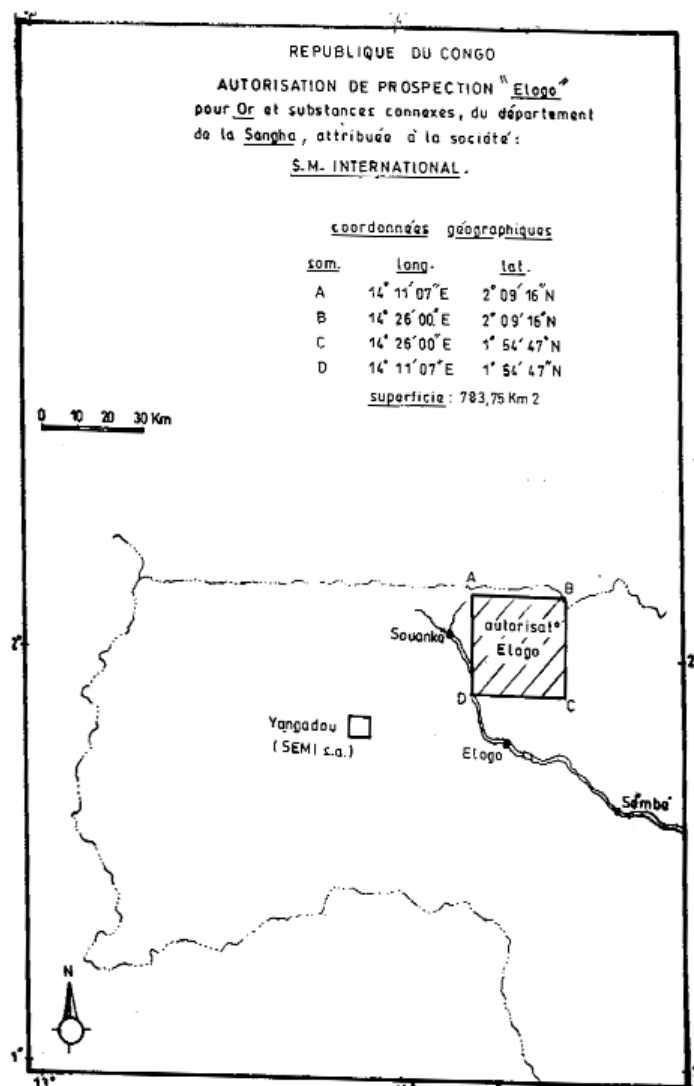 REPUBLIQUE DU CONGO
AUTORISATION DE PROSPECTION "Elogo"
pour Or et substances connexes, du département
de la Sangha, attribuée à la société:
S.M. INTERNATIONAL.
coordonnées géographiques
som. long. lat.
A 14° 11' 07" E 2° 09' 16" N
B 14° 26' 00" E 2° 09' 16" N
C 14° 26' 00" E 1° 54' 47" N
D 14° 11' 07" E 1° 54' 47" N
superficie : 783,75 Km 2
0 10 20 30 Km
A
B
autorisat°
Elogo
Souanké
2°
D
C
Yangadou
(SEMI s.a.)
Elogo
Sembé
N
1°
13°